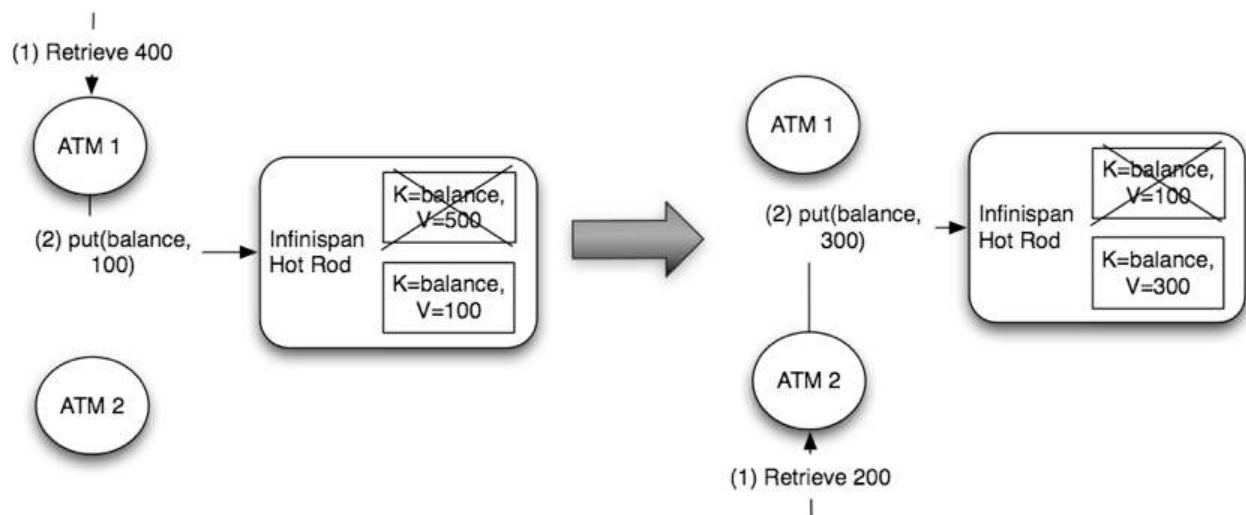 (1) Retrieve 400
ATM 1
(2) put(balance,
100)
Infinispan
Hot Rod
K=balance,
V=500
K=balance,
V=100
ATM 2
ATM 1
(2) put(balance,
300)
Infinispan
Hot Rod
K=balance,
V=100
K=balance,
V=300
ATM 2
(1) Retrieve 200